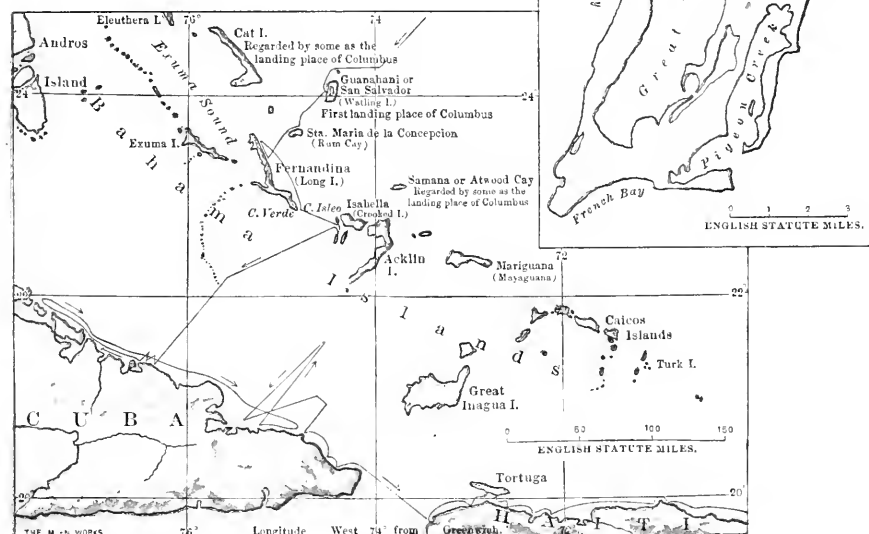 76°
74
Eleuthera I.
Andros
Island
Exuma Sound
Cat I.
Regarded by some as the
landing place of Columbus
Guanahani or
San Salvador
(Watling I.)
First landing place of Columbus
24
24
Sta. Maria de la Concepcion
(Rum Cay)
Exuma I.
Fernandina
(Long I.)
Samana or Atwood Cay
Regarded by some as the
landing place of Columbus
C. Verde
C. Isleo
Isabella
(Crooked I.)
Acklin
I.
Bahama
Islands
Mariguana
(Mayaguana)
72
22
22
Caicos
Islands
Turk I.
Great
Inagua I.
0 50 100 150
ENGLISH STATUTE MILES.
CUBA
Tortuga
20
20°
HAITI
WORKS
76°
Longitude West from Greenwich.
74°
Great
Pigeon Creek
French Bay
0 1 2 3
ENGLISH STATUTE MILES.